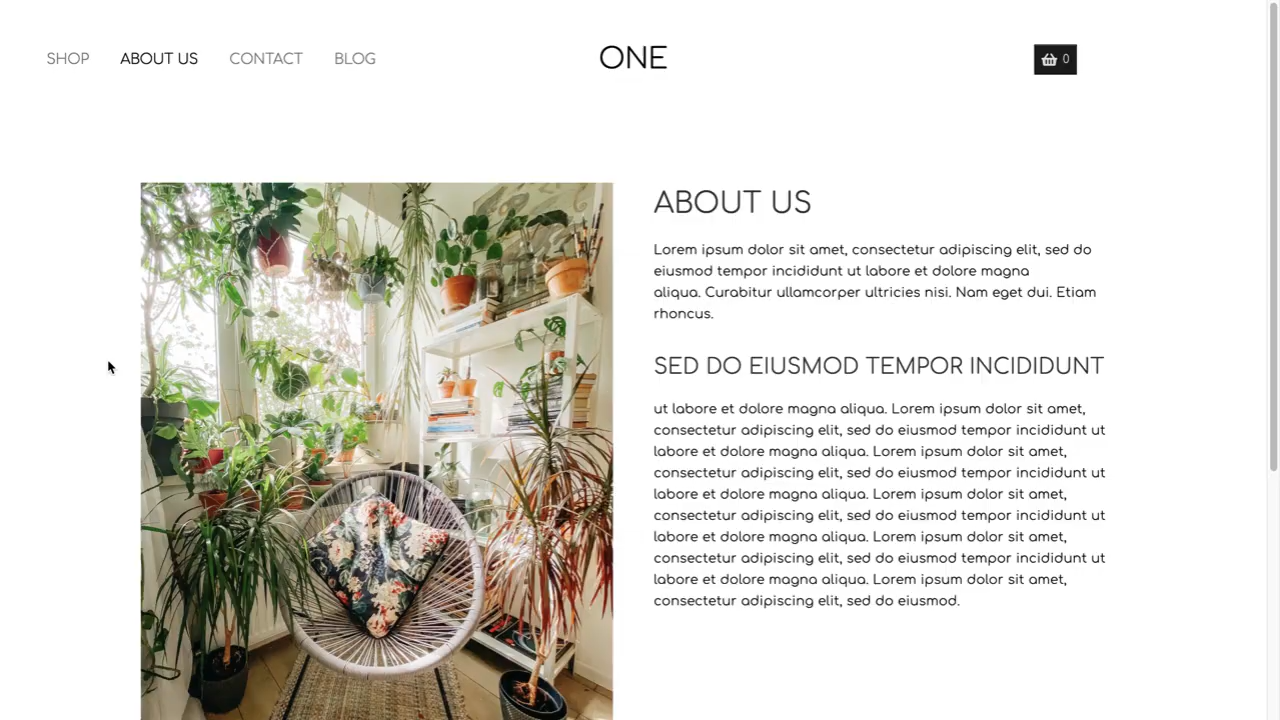 SHOP ABOUT US CONTACT BLOG ONE 0
ABOUT US
Lorem ipsum dolor sit amet, consectetur adipiscing elit, sed do
eiusmod tempor incididunt ut labore et dolore magna
aliqua. Curabitur ullamcorper ultricies nisi. Nam eget dui. Etiam
rhoncus.
SED DO EIUSMOD TEMPOR INCIDIDUNT
ut labore et dolore magna aliqua. Lorem ipsum dolor sit amet,
consectetur adipiscing elit, sed do eiusmod tempor incididunt ut
labore et dolore magna aliqua. Lorem ipsum dolor sit amet,
consectetur adipiscing elit, sed do eiusmod tempor incididunt ut
labore et dolore magna aliqua. Lorem ipsum dolor sit amet,
consectetur adipiscing elit, sed do eiusmod tempor incididunt ut
labore et dolore magna aliqua. Lorem ipsum dolor sit amet,
consectetur adipiscing elit, sed do eiusmod tempor incididunt ut
labore et dolore magna aliqua. Lorem ipsum dolor sit amet,
consectetur adipiscing elit, sed do eiusmod.